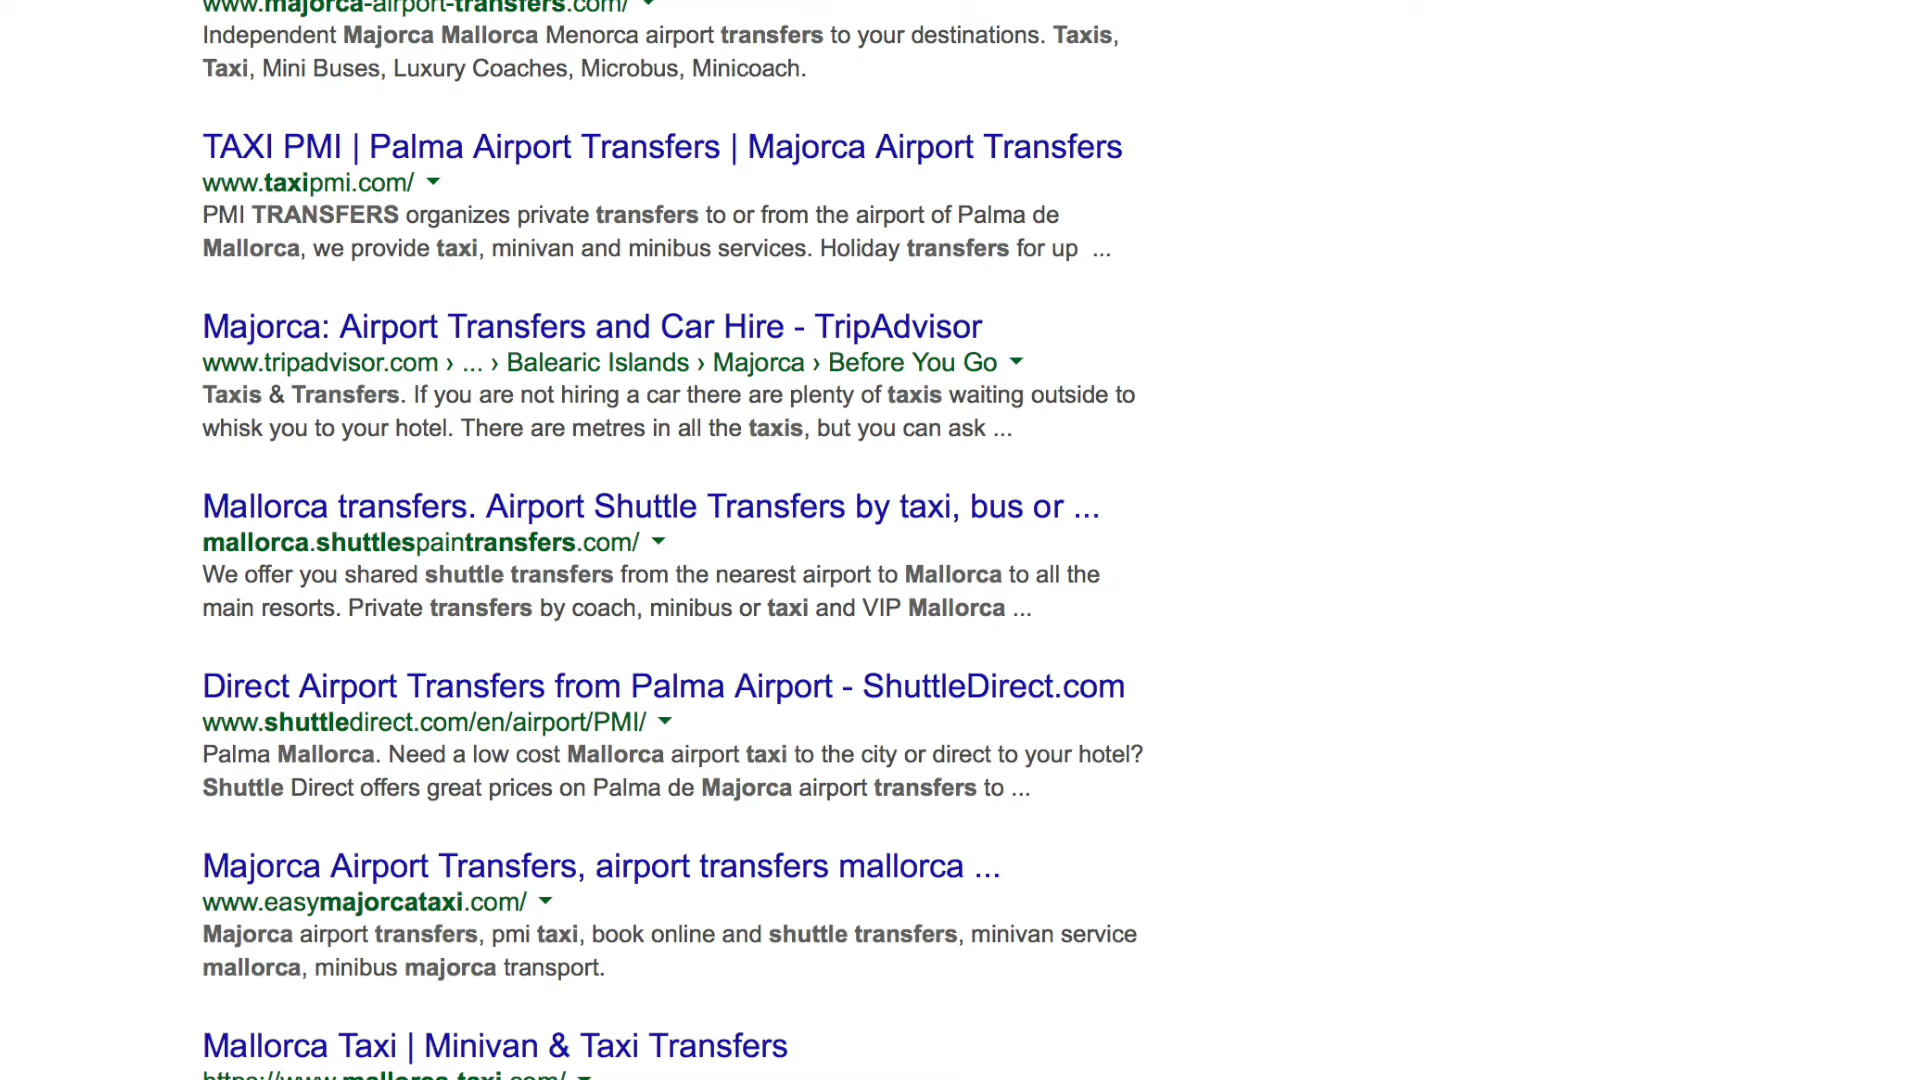 www.majorca-airport-transfers.com/
Independent Majorca Mallorca Menorca airport transfers to your destinations. Taxis,
Taxi, Mini Buses, Luxury Coaches, Microbus, Minicoach.
TAXI PMI | Palma Airport Transfers | Majorca Airport Transfers
www.taxipmi.com/
PMI TRANSFERS organizes private transfers to or from the airport of Palma de
Mallorca, we provide taxi, minivan and minibus services. Holiday transfers for up ...
Majorca: Airport Transfers and Car Hire - TripAdvisor
www.tripadvisor.com › ... › Balearic Islands › Majorca › Before You Go
Taxis & Transfers. If you are not hiring a car there are plenty of taxis waiting outside to
whisk you to your hotel. There are metres in all the taxis, but you can ask ...
Mallorca transfers. Airport Shuttle Transfers by taxi, bus or ...
mallorca.shuttlespaintransfers.com/
We offer you shared shuttle transfers from the nearest airport to Mallorca to all the
main resorts. Private transfers by coach, minibus or taxi and VIP Mallorca ...
Direct Airport Transfers from Palma Airport - ShuttleDirect.com
www.shuttledirect.com/en/airport/PMI/
Palma Mallorca. Need a low cost Mallorca airport taxi to the city or direct to your hotel?
Shuttle Direct offers great prices on Palma de Majorca airport transfers to ...
Majorca Airport Transfers, airport transfers mallorca ...
www.easymajorcataxi.com/
Majorca airport transfers, pmi taxi, book online and shuttle transfers, minivan service
mallorca, minibus majorca transport.
Mallorca Taxi | Minivan & Taxi Transfers
https://www.mallorca-taxi.com/